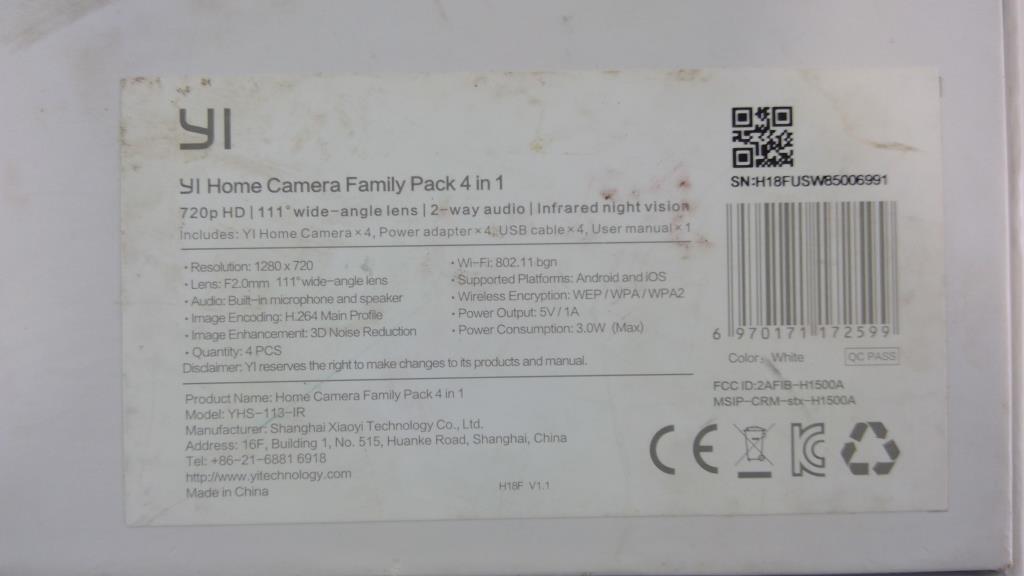 YI
YI Home Camera Family Pack 4 in 1
720p HD | 111° wide-angle lens | 2-way audio | Infrared night vision
Includes: YI Home Camera × 4, Power adapter × 4, USB cable × 4, User manual × 1
• Resolution: 1280 x 720
• Lens: F2.0mm 111° wide-angle lens
• Audio: Built-in microphone and speaker
• Image Encoding: H.264 Main Profile
• Image Enhancement: 3D Noise Reduction
• Quantity: 4 PCS
• Wi-Fi: 802.11 bgn
• Supported Platforms: Android and iOS
• Wireless Encryption: WEP / WPA / WPA2
• Power Output: 5V / 1A
• Power Consumption: 3.0W (Max)
Disclaimer: YI reserves the right to make changes to its products and manual.
Product Name: Home Camera Family Pack 4 in 1
Model: YHS-113-IR
Manufacturer: Shanghai Xiaoyi Technology Co., Ltd.
Address: 16F, Building 1, No. 515, Huanke Road, Shanghai, China
Tel: +86-21-6881 6918
http://www.yitechnology.com
Made in China
H18F V1.1
SN:H18FUSW85006991
6 970171 172599
Color: White
QC PASS
FCC ID:2AFIB-H1500A
MSIP-CRM-stx-H1500A
CE